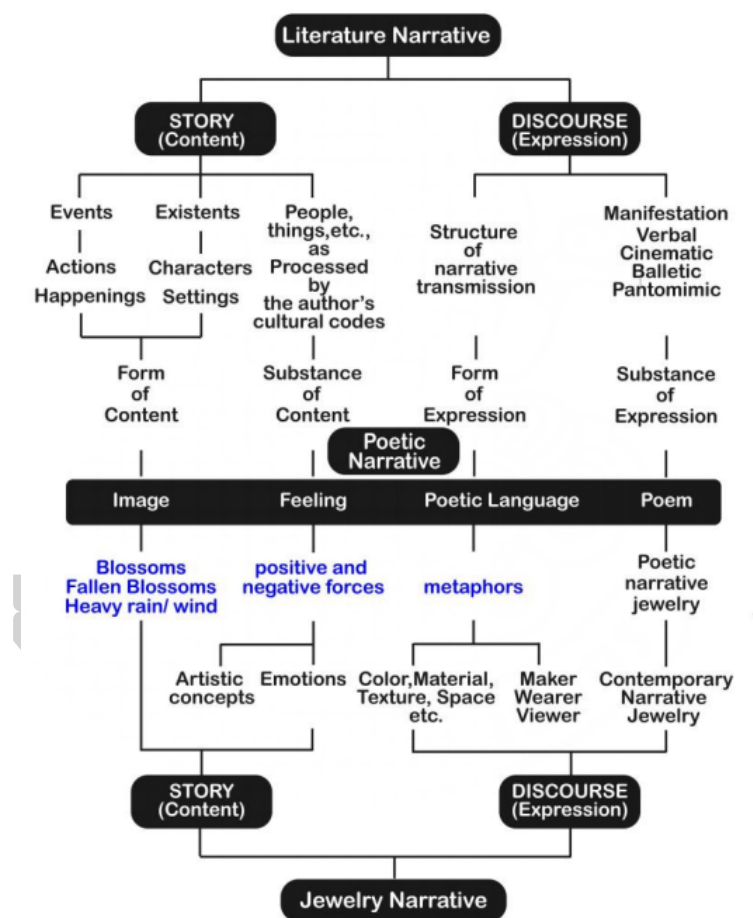 Literature Narrative
STORY
(Content)
DISCOURSE
(Expression)
Events
Existents
People,
things,etc.,
as
Processed
by
the author's
cultural codes
Structure
of
narrative
transmission
Manifestation
Verbal
Cinematic
Balletic
Pantomimic
Actions
Happenings
Characters
Settings
Form
of
Content
Substance
of
Content
Form
of
Expression
Substance
of
Expression
Poetic
Narrative
Image
Feeling
Poetic Language
Poem
Blossoms
Fallen Blossoms
Heavy rain/ wind
positive and
negative forces
metaphors
Poetic
narrative
jewelry
Artistic
concepts
Emotions
Color,Material,
Texture, Space
etc.
Maker
Wearer
Viewer
Contemporary
Narrative
Jewelry
STORY
(Content)
DISCOURSE
(Expression)
Jewelry Narrative